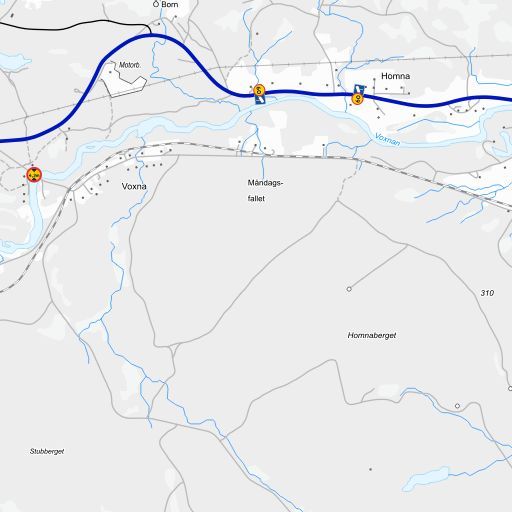 Ö Born
Motorb.
Homna
Voxnan
Voxna
Måndags-
fallet
310
Homnaberget
Stubberget